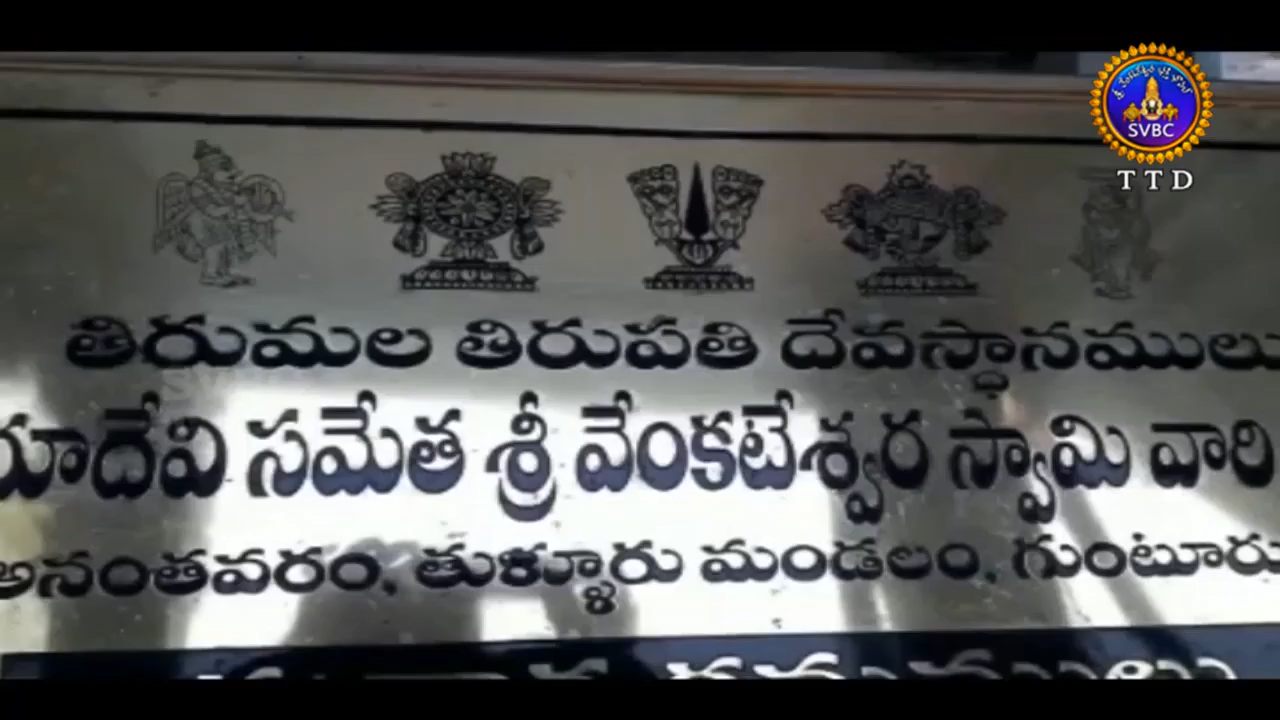 SVBC
T T D
తిరుమల తిరుపతి దేవస్థానములు
సమేత శ్రీ వేంకటేశ్వర స్వామి వారి
అనంతవరం, తుళ్ళూరు మండలం, గుంటూరు